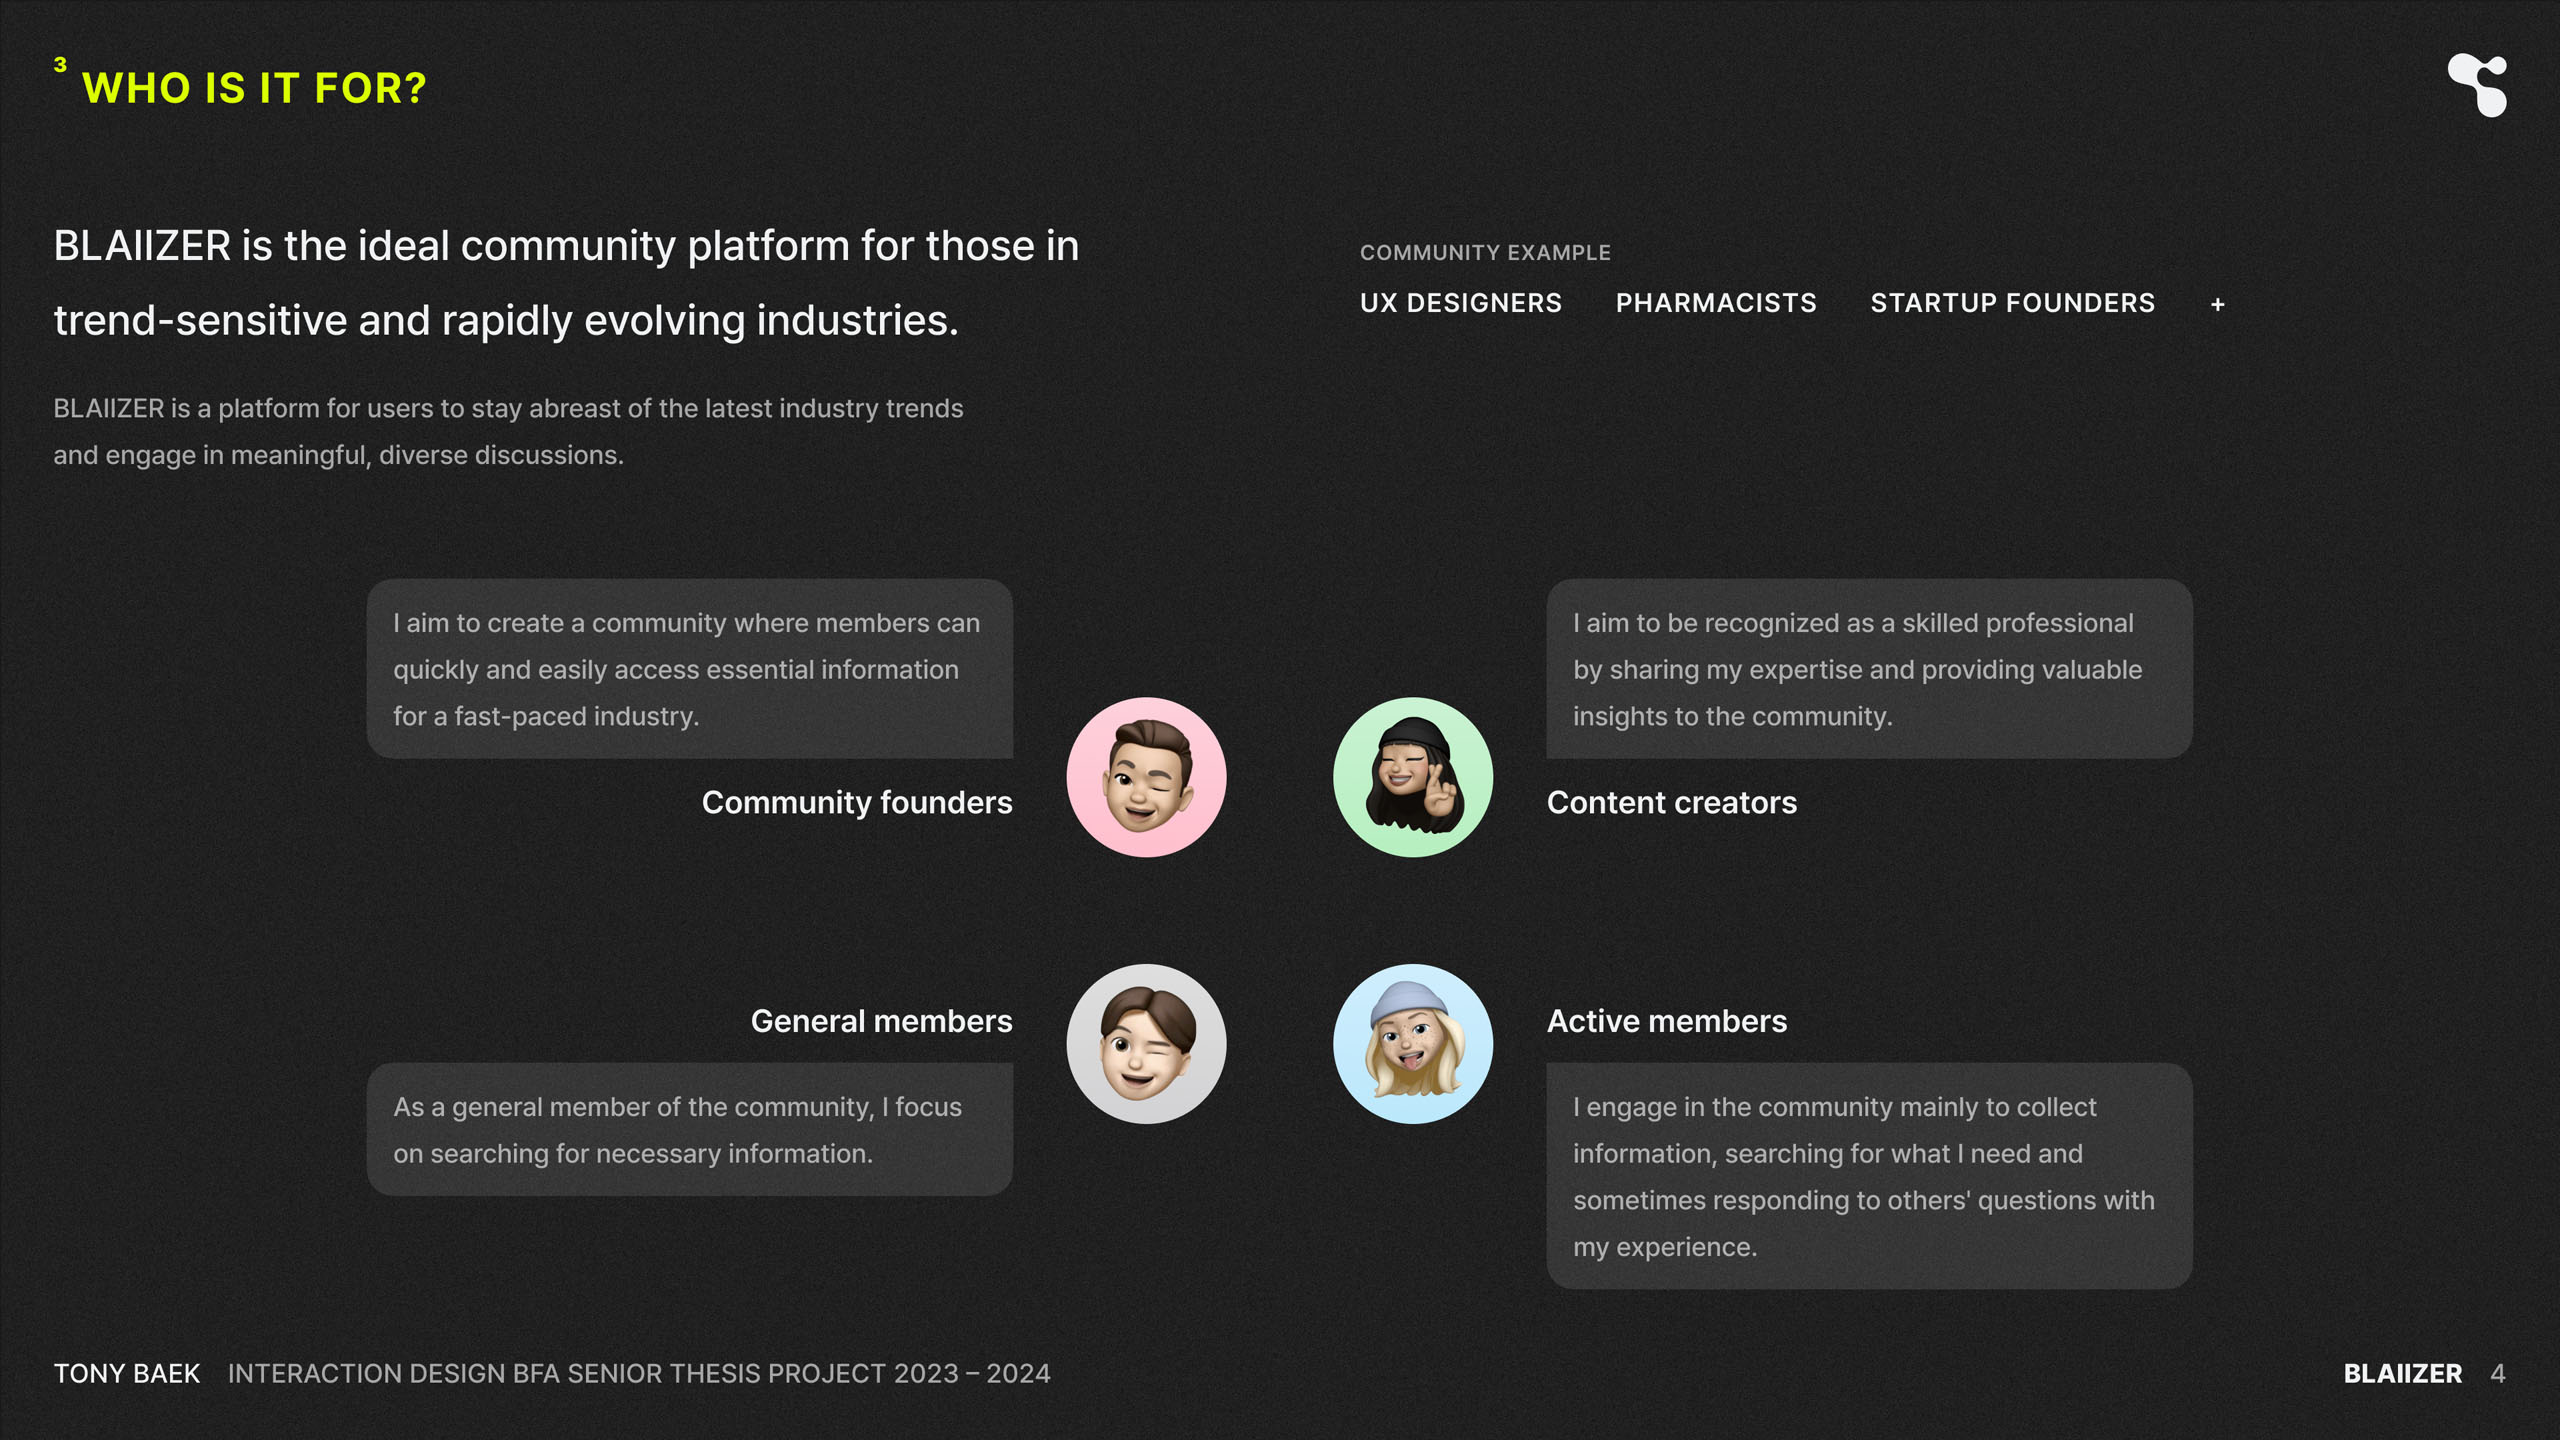 3 WHO IS IT FOR?
BLAIIZER is the ideal community platform for those in
trend-sensitive and rapidly evolving industries.
BLAIIZER is a platform for users to stay abreast of the latest industry trends
and engage in meaningful, diverse discussions.
COMMUNITY EXAMPLE
UX DESIGNERS PHARMACISTS STARTUP FOUNDERS +
I aim to create a community where members can
quickly and easily access essential information
for a fast-paced industry.
Community founders
I aim to be recognized as a skilled professional
by sharing my expertise and providing valuable
insights to the community.
Content creators
General members
As a general member of the community, I focus
on searching for necessary information.
Active members
I engage in the community mainly to collect
information, searching for what I need and
sometimes responding to others' questions with
my experience.
TONY BAEK INTERACTION DESIGN BFA SENIOR THESIS PROJECT 2023 – 2024
BLAIIZER 4